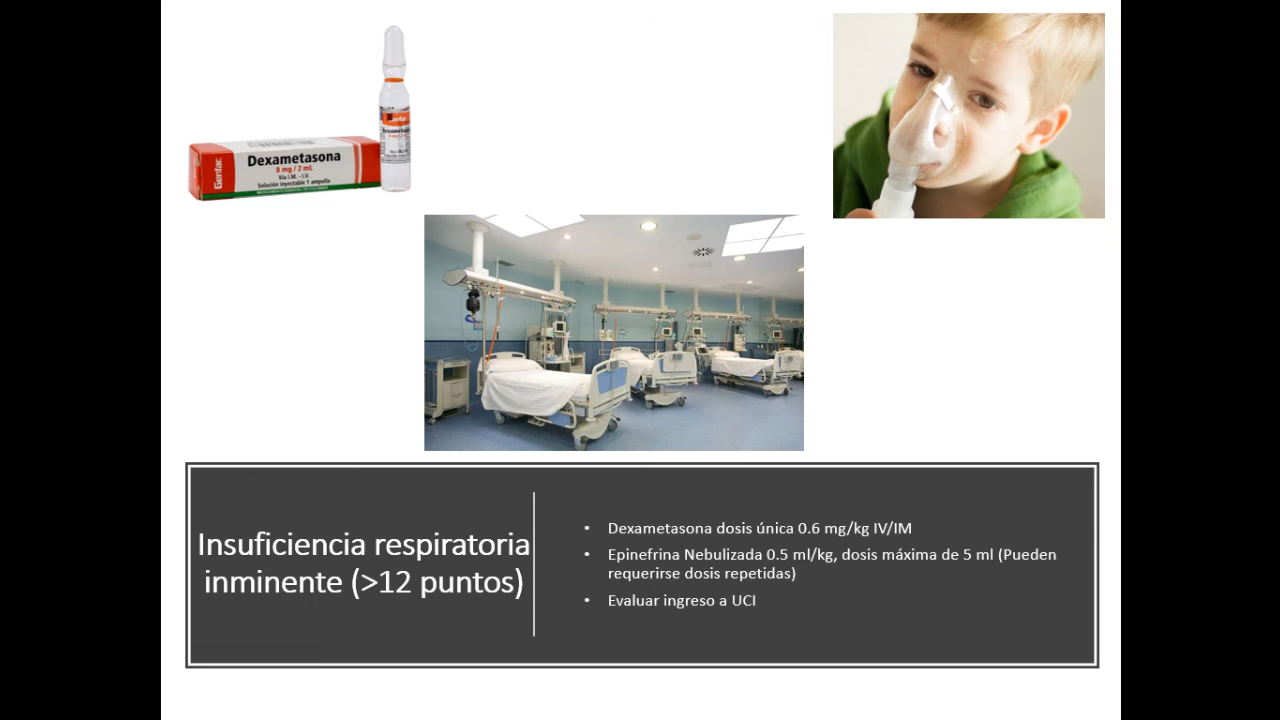 Genfar
Dexametasona
8 mg / 2 mL
Vía I.M. - I.V.
Solución inyectable 1 ampolla
Insuficiencia respiratoria
inminente (>12 puntos)
• Dexametasona dosis única 0.6 mg/kg IV/IM
• Epinefrina Nebulizada 0.5 ml/kg, dosis máxima de 5 ml (Pueden
requerirse dosis repetidas)
• Evaluar ingreso a UCI